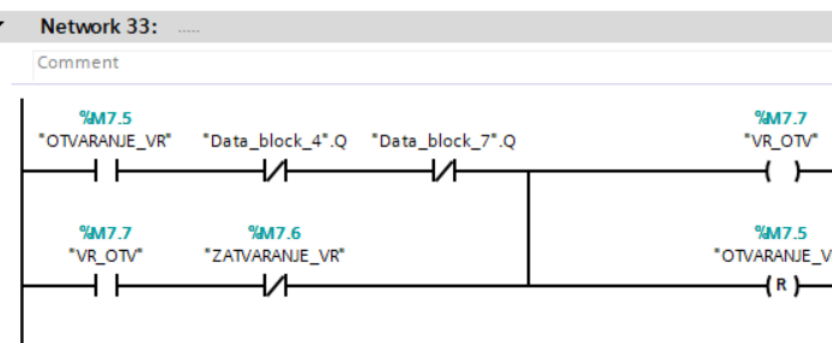 Network 33: .....
Comment
%M7.5 %M7.7
"OTVARANJE_VR" "Data_block_4".Q "Data_block_7".Q "VR_OTV"
%M7.7 %M7.6 %M7.5
"VR_OTV" "ZATVARANJE_VR" "OTVARANJE_V
R